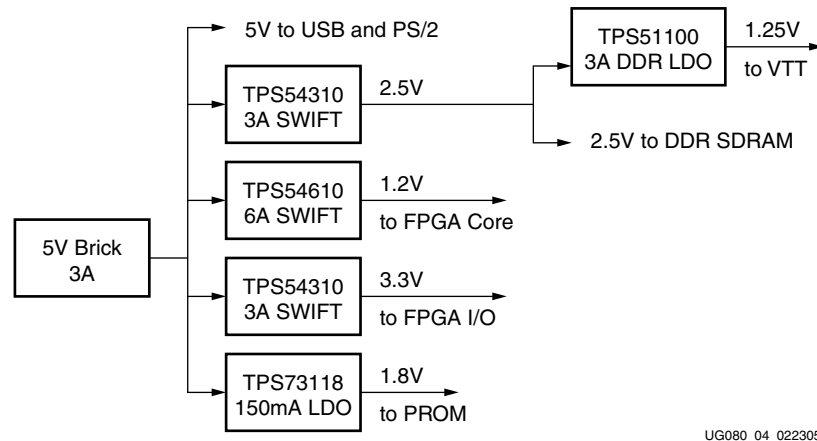 5V to USB and PS/2
TPS54310
3A SWIFT
2.5V
TPS51100
3A DDR LDO
1.25V
to VTT
2.5V to DDR SDRAM
TPS54610
6A SWIFT
1.2V
to FPGA Core
5V Brick
3A
TPS54310
3A SWIFT
3.3V
to FPGA I/O
TPS73118
150mA LDO
1.8V
to PROM
UG080_04_022305